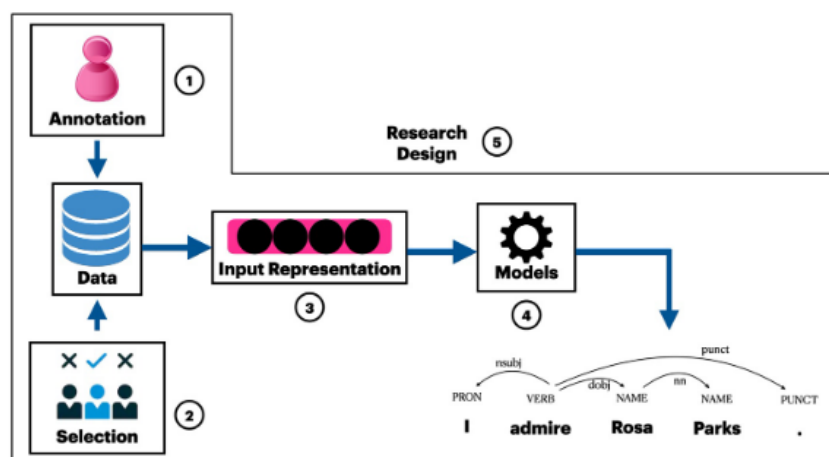 1
Annotation
Research
Design
5
Data
Input Representation
3
Models
4
Selection
2
nsubj
dobj
nn
punct
PRON VERB NAME NAME PUNCT
I admire Rosa Parks .